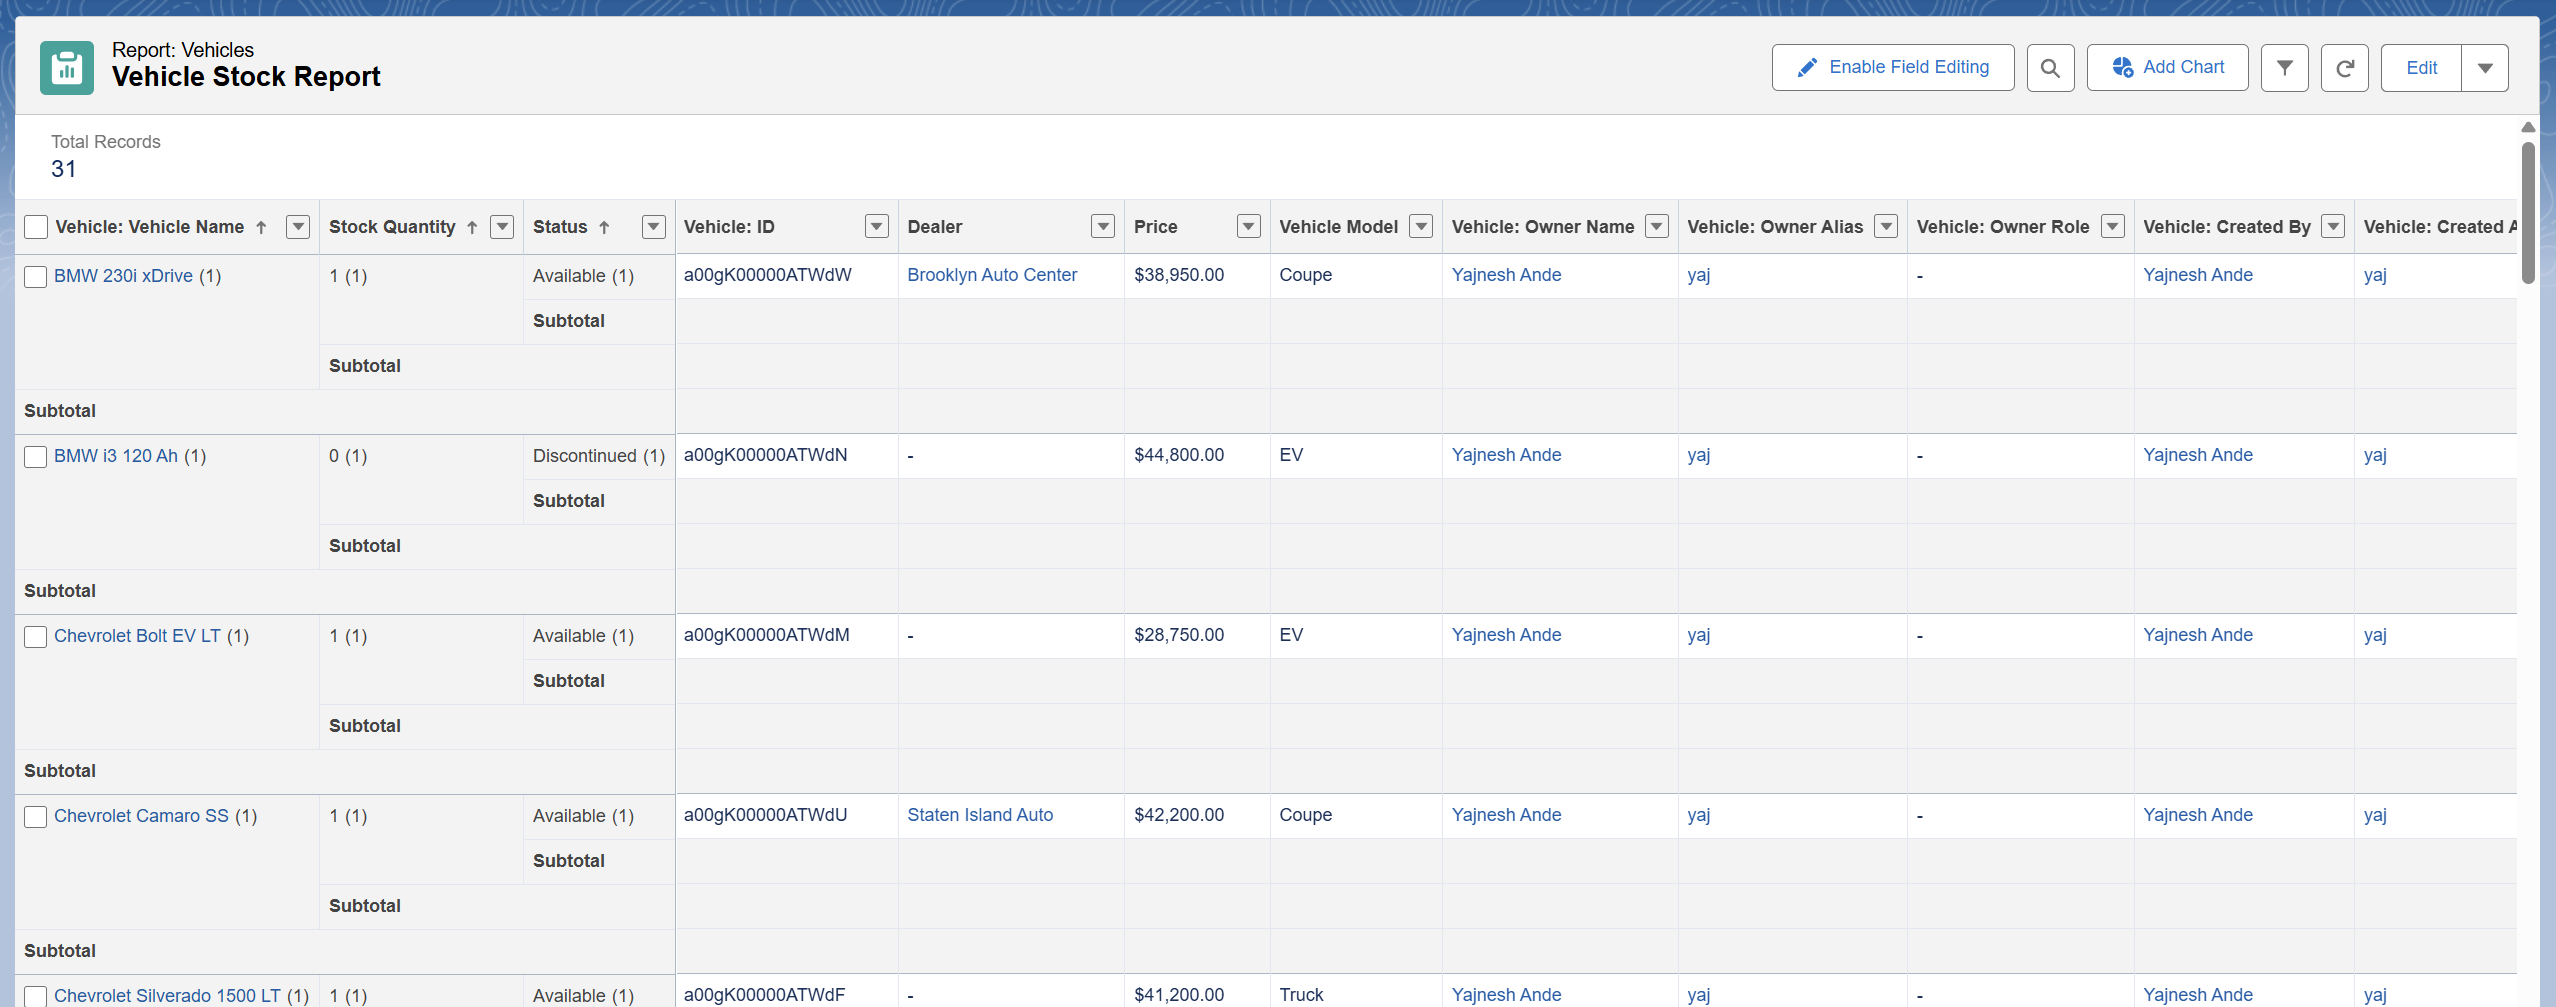 Report: Vehicles
Vehicle Stock Report
Enable Field Editing
Add Chart
Edit
Total Records
31
Vehicle: Vehicle Name ↑ Stock Quantity ↑ Status ↑ Vehicle: ID Dealer Price Vehicle Model Vehicle: Owner Name Vehicle: Owner Alias Vehicle: Owner Role Vehicle: Created By Vehicle: Created A
BMW 230i xDrive (1) 1 (1) Available (1) a00gK00000ATWdW Brooklyn Auto Center $38,950.00 Coupe Yajnesh Ande yaj - Yajnesh Ande yaj
Subtotal
Subtotal
Subtotal
BMW i3 120 Ah (1) 0 (1) Discontinued (1) a00gK00000ATWdN - $44,800.00 EV Yajnesh Ande yaj - Yajnesh Ande yaj
Subtotal
Subtotal
Subtotal
Chevrolet Bolt EV LT (1) 1 (1) Available (1) a00gK00000ATWdM - $28,750.00 EV Yajnesh Ande yaj - Yajnesh Ande yaj
Subtotal
Subtotal
Subtotal
Chevrolet Camaro SS (1) 1 (1) Available (1) a00gK00000ATWdU Staten Island Auto $42,200.00 Coupe Yajnesh Ande yaj - Yajnesh Ande yaj
Subtotal
Subtotal
Subtotal
Chevrolet Silverado 1500 LT (1) 1 (1) Available (1) a00gK00000ATWdF - $41,200.00 Truck Yajnesh Ande yaj - Yajnesh Ande yaj